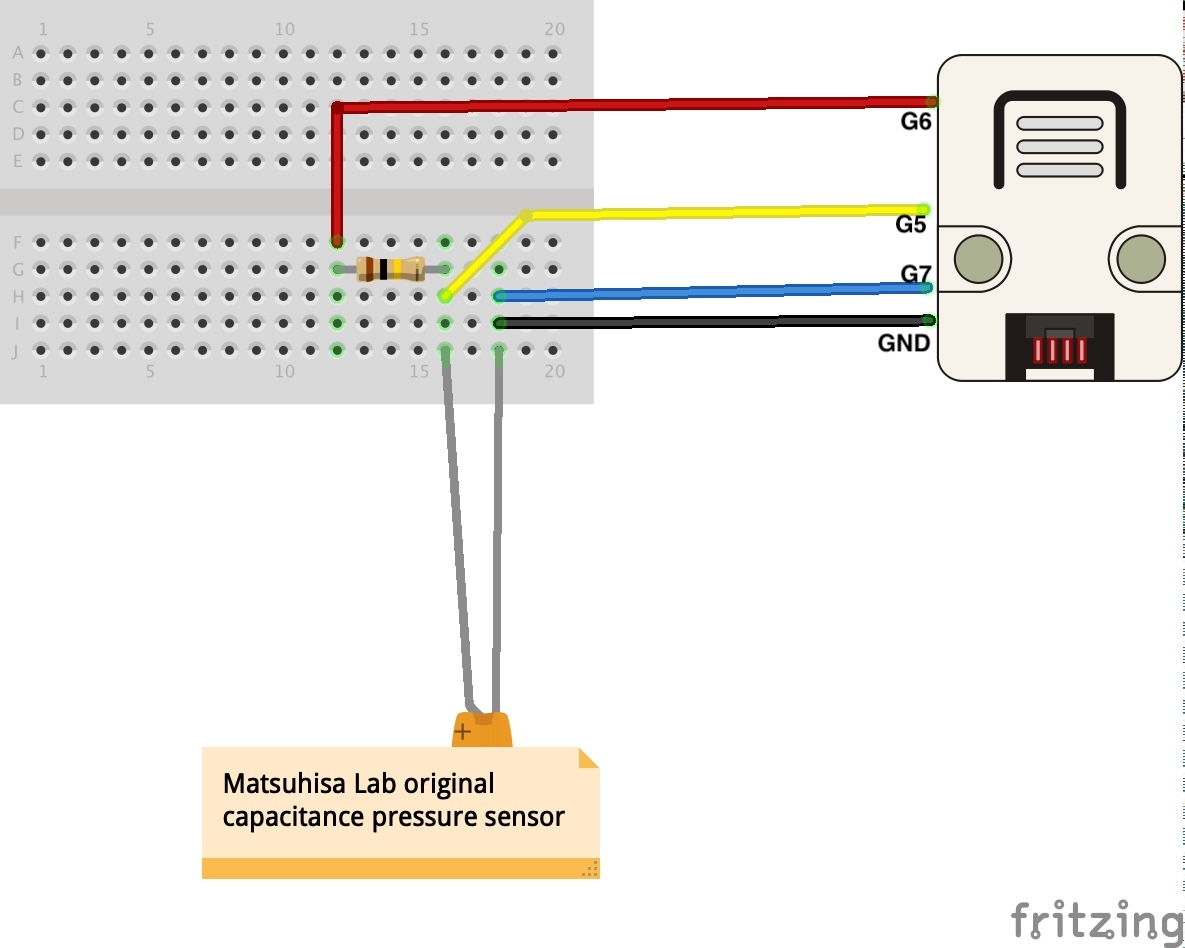 1 5 10 15 20
A
B
C
D
E
F
G
H
I
J
1 5 10 15 20
G6
G5
G7
GND
+
Matsuhisa Lab original
capacitance pressure sensor
fritzing